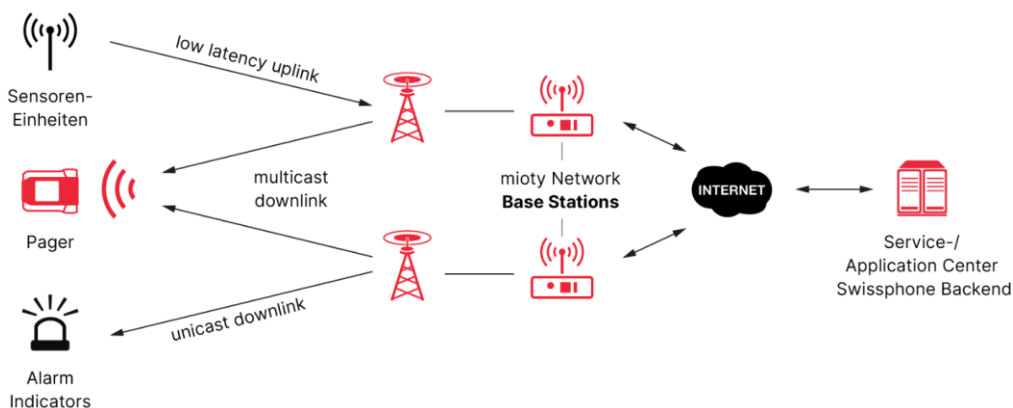 low latency uplink
Sensoren-
Einheiten
multicast
downlink
mioty Network
Base Stations
INTERNET
Pager
Service-/
Application Center
Swissphone Backend
unicast downlink
Alarm
Indicators